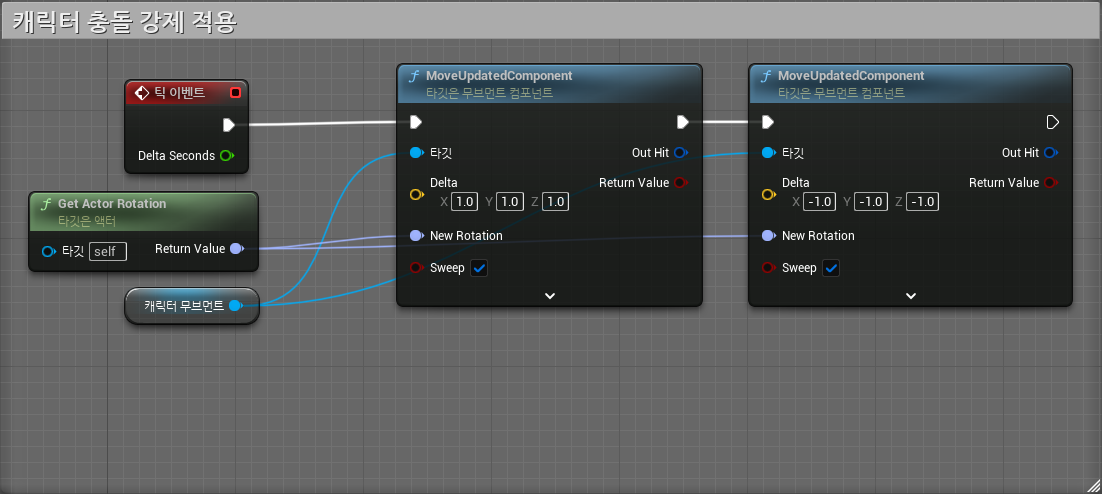 캐릭터 충돌 강제 적용
틱 이벤트
Delta Seconds
Get Actor Rotation
타깃은 액터
타깃 self
Return Value
캐릭터 무브먼트
MoveUpdatedComponent
타깃은 무브먼트 컴포넌트
타깃
Out Hit
Delta
X 1.0 Y 1.0 Z 1.0
Return Value
New Rotation
Sweep
MoveUpdatedComponent
타깃은 무브먼트 컴포넌트
타깃
Out Hit
Delta
X -1.0 Y -1.0 Z -1.0
Return Value
New Rotation
Sweep